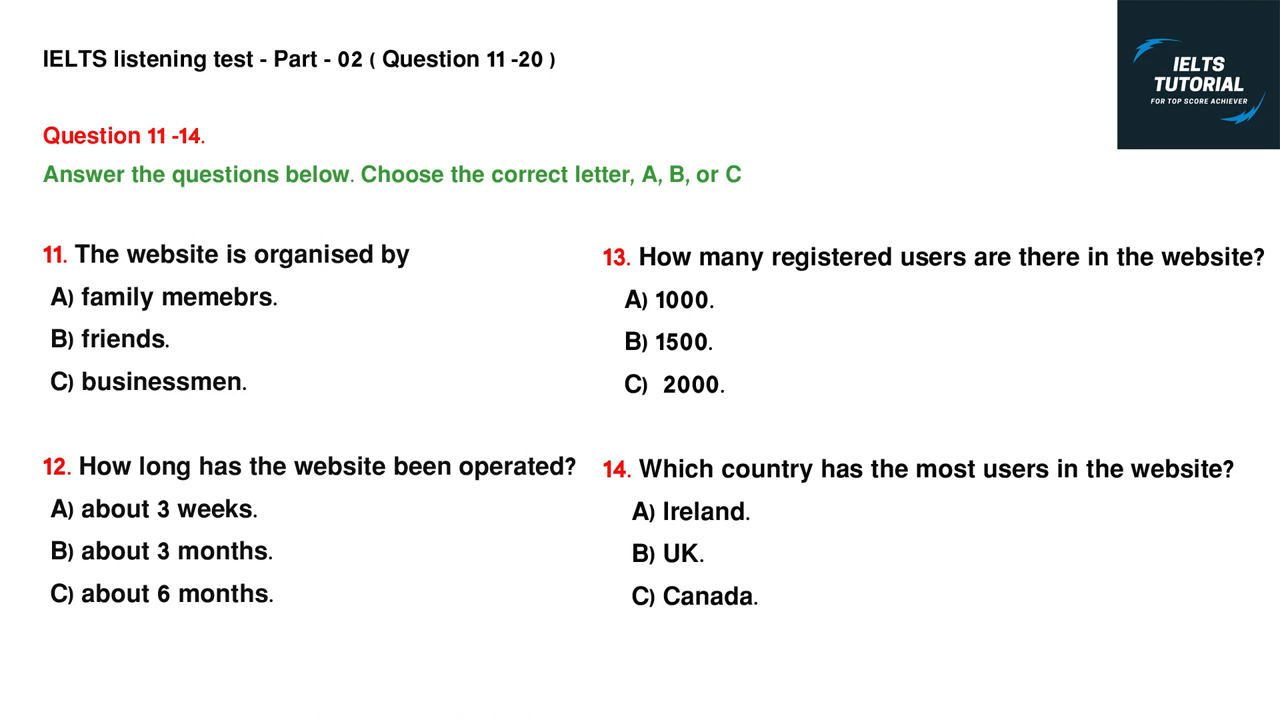 IELTS listening test - Part - 02 ( Question 11 -20 )
IELTS
TUTORIAL
FOR TOP SCORE ACHIEVER
Question 11 -14.
Answer the questions below. Choose the correct letter, A, B, or C
11. The website is organised by
A) family memebrs.
B) friends.
C) businessmen.
12. How long has the website been operated?
A) about 3 weeks.
B) about 3 months.
C) about 6 months.
13. How many registered users are there in the website?
A) 1000.
B) 1500.
C) 2000.
14. Which country has the most users in the website?
A) Ireland.
B) UK.
C) Canada.